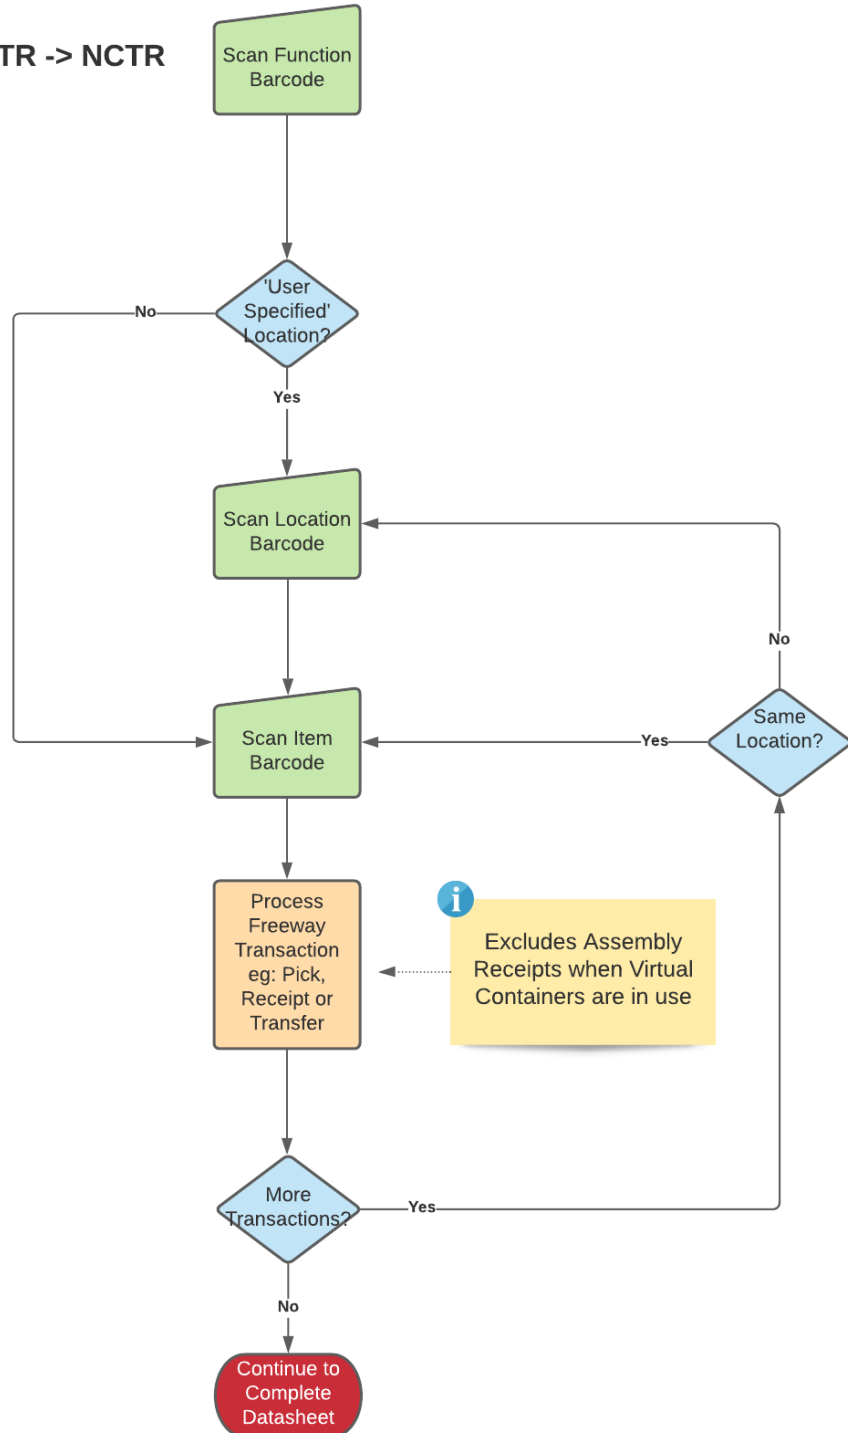 TR -> NCTR
Scan Function
Barcode
'User
Specified'
Location?
No
Yes
Scan Location
Barcode
No
Same
Location?
Scan Item
Barcode
Yes
Process
Freeway
Transaction
eg: Pick,
Receipt or
Transfer
i
Excludes Assembly
Receipts when Virtual
Containers are in use
More
Transactions?
Yes
No
Continue to
Complete
Datasheet